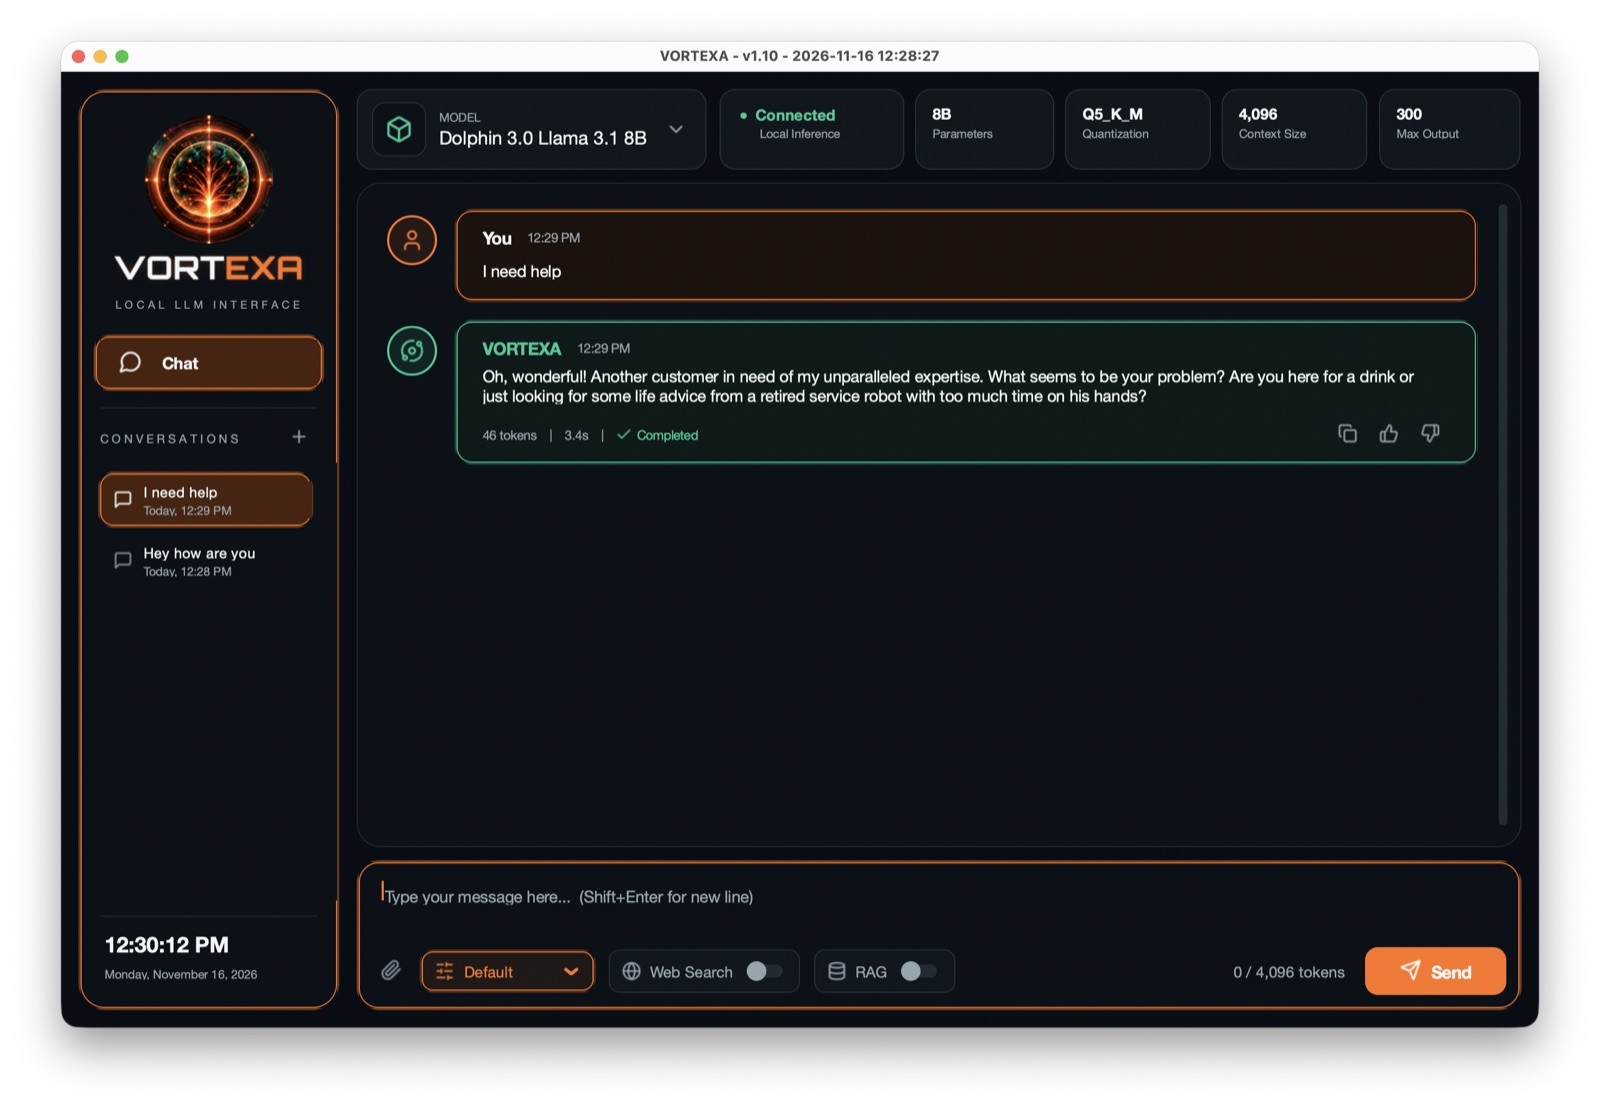 VORTEXA - v1.10 - 2026-11-16 12:28:27
VORTEXA
LOCAL LLM INTERFACE
Chat
CONVERSATIONS
I need help
Today, 12:29 PM
Hey how are you
Today, 12:28 PM
12:30:12 PM
Monday, November 16, 2026
MODEL
Dolphin 3.0 Llama 3.1 8B
Connected
Local Inference
8B
Parameters
Q5_K_M
Quantization
4,096
Context Size
300
Max Output
You 12:29 PM
I need help
VORTEXA 12:29 PM
Oh, wonderful! Another customer in need of my unparalleled expertise. What seems to be your problem? Are you here for a drink or
just looking for some life advice from a retired service robot with too much time on his hands?
46 tokens | 3.4s | Completed
Type your message here... (Shift+Enter for new line)
Default
Web Search
RAG
0 / 4,096 tokens
Send